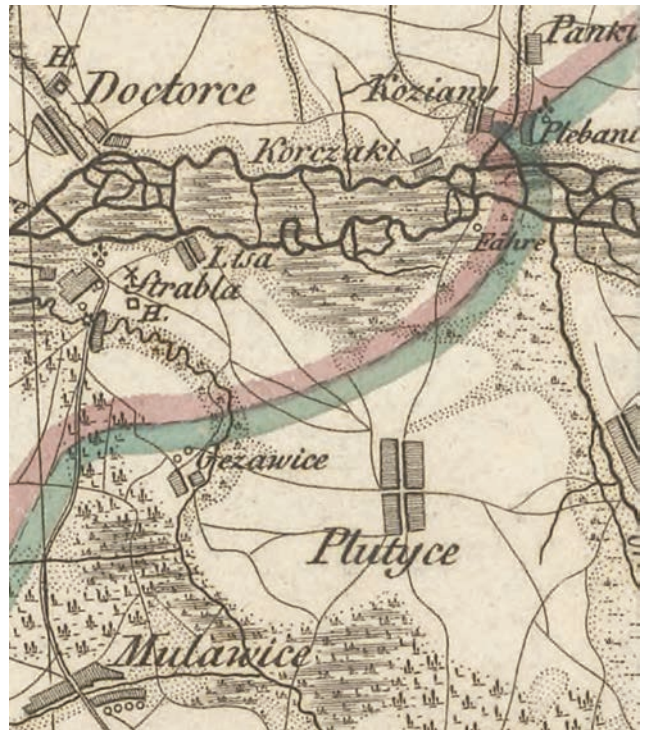 Panki
H.
Doctorce
Koziany
Plebani
Korczaki
Fähre
Lisa
Strabla
H.
Gezawice
Plutyce
Mulawice